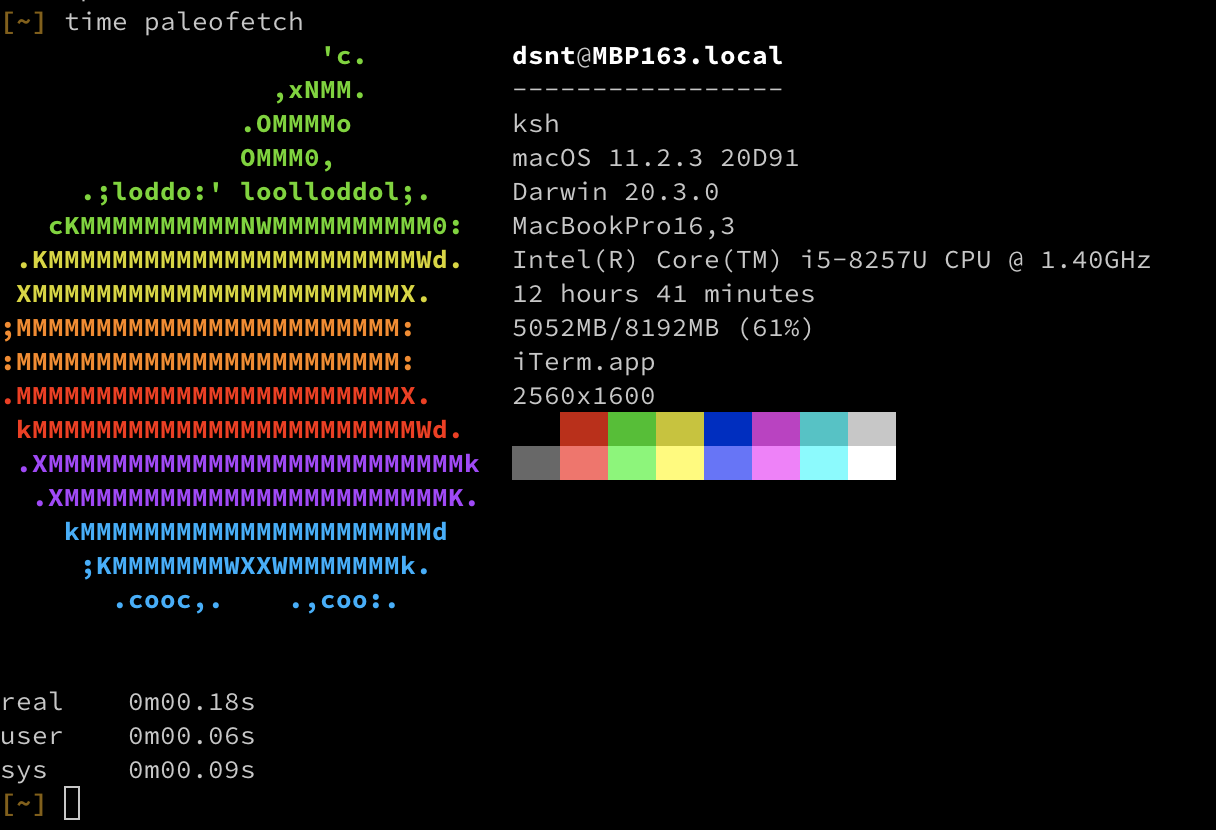 [~] time paleofetch
                    'c.          dsnt@MBP163.local
                 ,xNMM.          -----------------
               .OMMMMo           ksh
               OMMM0,            macOS 11.2.3 20D91
     .;loddo:' loolloddol;.      Darwin 20.3.0
   cKMMMMMMMMMMNWMMMMMMMMMM0:    MacBookPro16,3
 .KMMMMMMMMMMMMMMMMMMMMMMMWd.    Intel(R) Core(TM) i5-8257U CPU @ 1.40GHz
 XMMMMMMMMMMMMMMMMMMMMMMMX.      12 hours 41 minutes
;MMMMMMMMMMMMMMMMMMMMMMMM:       5052MB/8192MB (61%)
:MMMMMMMMMMMMMMMMMMMMMMMM:       iTerm.app
.MMMMMMMMMMMMMMMMMMMMMMMMX.      2560x1600
 kMMMMMMMMMMMMMMMMMMMMMMMMWd.
 .XMMMMMMMMMMMMMMMMMMMMMMMMMMk
  .XMMMMMMMMMMMMMMMMMMMMMMMMK.
    kMMMMMMMMMMMMMMMMMMMMMMd
     ;KMMMMMMMWXXWMMMMMMMk.
       .cooc,.    .,coo:.
real    0m00.18s
user    0m00.06s
sys     0m00.09s
[~]